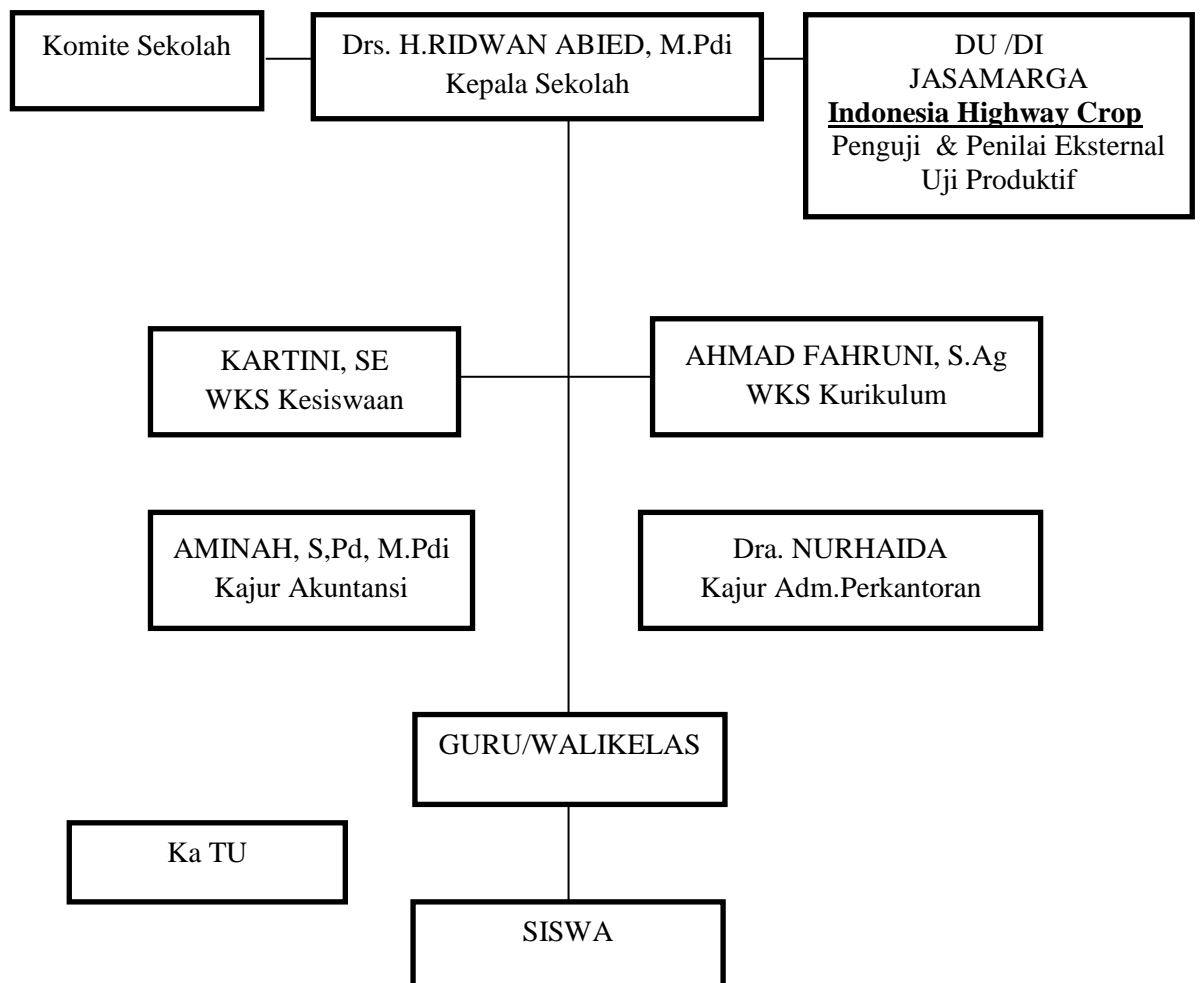 Komite Sekolah
Drs. H.RIDWAN ABIED, M.Pdi
Kepala Sekolah
DU /DI
JASAMARGA
Indonesia Highway Crop
Penguji & Penilai Eksternal
Uji Produktif
KARTINI, SE
WKS Kesiswaan
AHMAD FAHRUNI, S.Ag
WKS Kurikulum
AMINAH, S,Pd, M.Pdi
Kajur Akuntansi
Dra. NURHAIDA
Kajur Adm.Perkantoran
GURU/WALIKELAS
Ka TU
SISWA